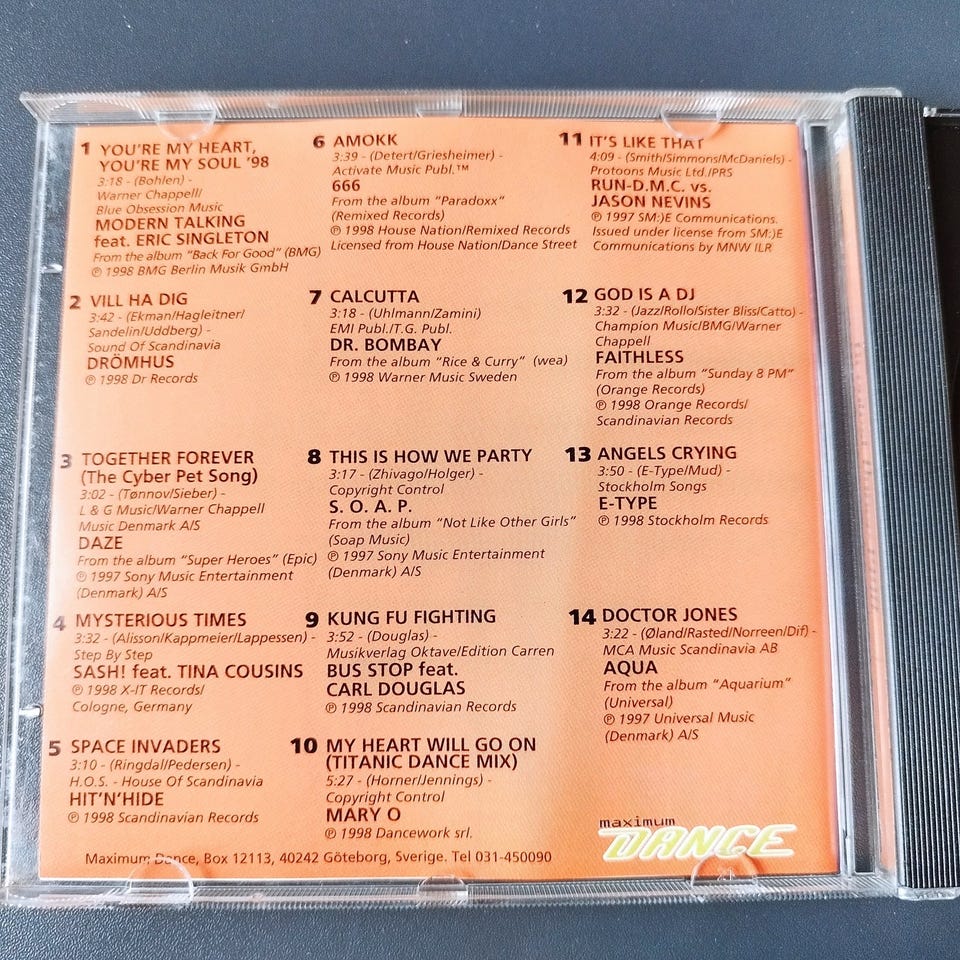 1 YOU'RE MY HEART,
YOU'RE MY SOUL '98
3:18 - (Bohlen) -
Warner Chappell/
Blue Obsession Music
MODERN TALKING
feat. ERIC SINGLETON
From the album "Back For Good" (BMG)
℗ 1998 BMG Berlin Musik GmbH
2 VILL HA DIG
3:42 - (Ekman/Hagleitner/
Sandelin/Uddberg) -
Sound Of Scandinavia
DRÖMHUS
℗ 1998 Dr Records
3 TOGETHER FOREVER
(The Cyber Pet Song)
3:02 - (Tønnov/Sieber) -
L & G Music/Warner Chappell
Music Denmark A/S
DAZE
From the album "Super Heroes" (Epic)
℗ 1997 Sony Music Entertainment
(Denmark) A/S
4 MYSTERIOUS TIMES
3:32 - (Alisson/Kappmeier/Lappessen) -
Step By Step
SASH! feat. TINA COUSINS
℗ 1998 X-IT Records/
Cologne, Germany
5 SPACE INVADERS
3:10 - (Ringdal/Pedersen) -
H.O.S. - House Of Scandinavia
HIT'N'HIDE
℗ 1998 Scandinavian Records
6 AMOKK
3:39 - (Detert/Griesheimer) -
Activate Music Publ.™
666
From the album "Paradoxx"
(Remixed Records)
℗ 1998 House Nation/Remixed Records
Licensed from House Nation/Dance Street
7 CALCUTTA
3:18 - (Uhlmann/Zamini)
EMI Publ./T.G. Publ.
DR. BOMBAY
From the album "Rice & Curry" (wea)
℗ 1998 Warner Music Sweden
8 THIS IS HOW WE PARTY
3:17 - (Zhivago/Holger) -
Copyright Control
S. O. A. P.
From the album "Not Like Other Girls"
(Soap Music)
℗ 1997 Sony Music Entertainment
(Denmark) A/S
9 KUNG FU FIGHTING
3:52 - (Douglas) -
Musikverlag Oktave/Edition Carren
BUS STOP feat.
CARL DOUGLAS
℗ 1998 Scandinavian Records
10 MY HEART WILL GO ON
(TITANIC DANCE MIX)
5:27 - (Horner/Jennings) -
Copyright Control
MARY O
℗ 1998 Dancework srl.
11 IT'S LIKE THAT
4:09 - (Smith/Simmons/McDaniels) -
Protoons Music Ltd./PRS
RUN-D.M.C. vs.
JASON NEVINS
℗ 1997 SM:)E Communications.
Issued under license from SM:)E
Communications by MNW ILR
12 GOD IS A DJ
3:32 - (Jazz/Rollo/Sister Bliss/Catto) -
Champion Music/BMG/Warner
Chappell
FAITHLESS
From the album "Sunday 8 PM"
(Orange Records)
℗ 1998 Orange Records/
Scandinavian Records
13 ANGELS CRYING
3:50 - (E-Type/Mud) -
Stockholm Songs
E-TYPE
℗ 1998 Stockholm Records
14 DOCTOR JONES
3:22 - (Øland/Rasted/Norreen/Dif) -
MCA Music Scandinavia AB
AQUA
From the album "Aquarium"
(Universal)
℗ 1997 Universal Music
(Denmark) A/S
maximum
DANCE
Maximum Dance, Box 12113, 40242 Göteborg, Sverige. Tel 031-450090